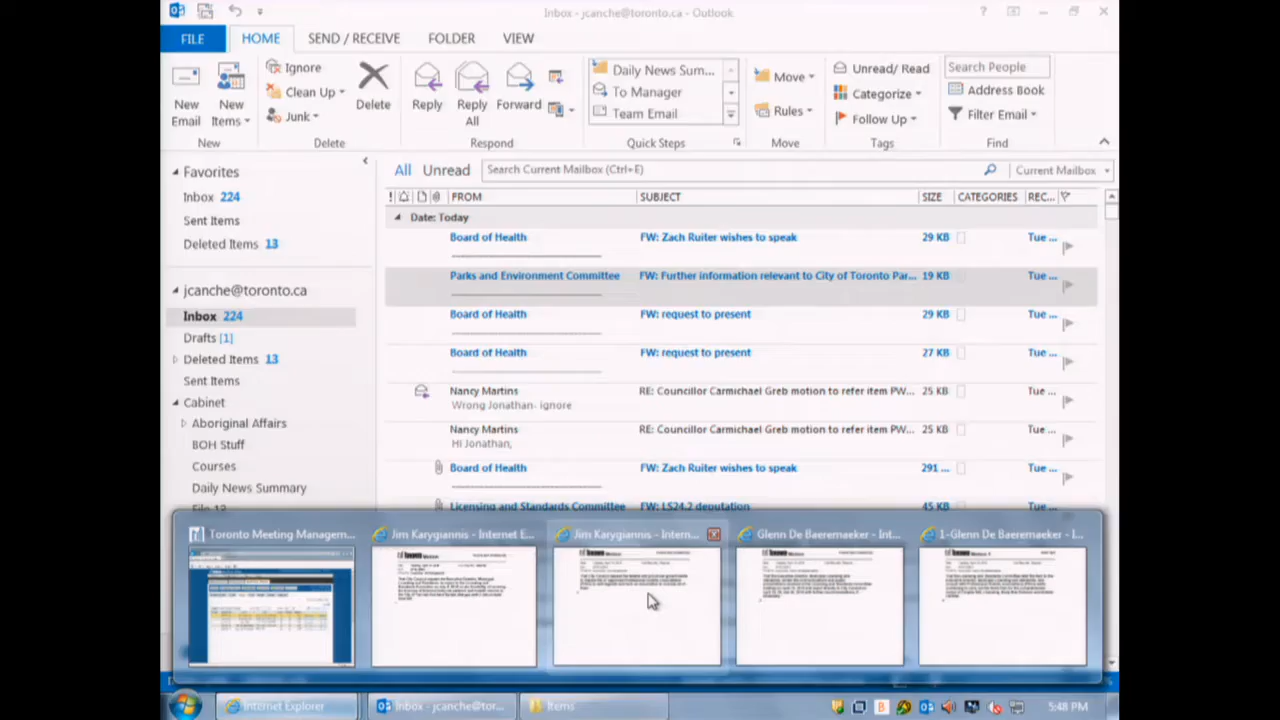 Inbox - jcanche@toronto.ca - Outlook
FILE HOME SEND / RECEIVE FOLDER VIEW
New Email
New Items
Ignore
Clean Up
Junk
Delete
Reply
Reply All
Forward
Daily News Sum...
To Manager
Team Email
Move
Rules
Unread/ Read
Categorize
Follow Up
Search People
Address Book
Filter Email
New Delete Respond Quick Steps Move Tags Find
Favorites
Inbox 224
Sent Items
Deleted Items 13
jcanche@toronto.ca
Inbox 224
Drafts [1]
Deleted Items 13
Sent Items
Cabinet
Aboriginal Affairs
BOH Stuff
Courses
Daily News Summary
All Unread Search Current Mailbox (Ctrl+E) Current Mailbox
! FROM SUBJECT SIZE CATEGORIES REC...
Date: Today
Board of Health FW: Zach Ruiter wishes to speak 29 KB Tue ...
Parks and Environment Committee FW: Further information relevant to City of Toronto Par... 19 KB Tue ...
Board of Health FW: request to present 29 KB Tue ...
Board of Health FW: request to present 27 KB Tue ...
Nancy Martins RE: Councillor Carmichael Greb motion to refer item PW... 25 KB Tue ...
Wrong Jonathan- ignore
Nancy Martins RE: Councillor Carmichael Greb motion to refer item PW... 25 KB Tue ...
Hi Jonathan,
Board of Health FW: Zach Ruiter wishes to speak 291 ... Tue ...
Licensing and Standards Committee FW: LS24.2 deputation 45 KB Tue ...
Toronto Meeting Managem... Jim Karygiannis - Internet E... Jim Karygiannis - Intern... Glenn De Baeremaeker - Int... 1-Glenn De Baeremaeker - I...
Internet Explorer Inbox - jcanche@tor... Items 5:48 PM